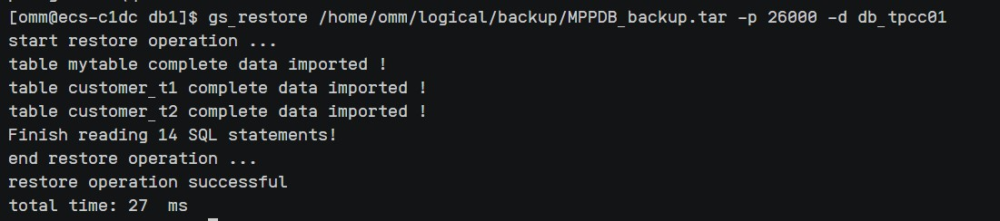 [omm@ecs-c1dc db1]$ gs_restore /home/omm/logical/backup/MPPDB_backup.tar -p 26000 -d db_tpcc01
start restore operation ...
table mytable complete data imported !
table customer_t1 complete data imported !
table customer_t2 complete data imported !
Finish reading 14 SQL statements!
end restore operation ...
restore operation successful
total time: 27  ms